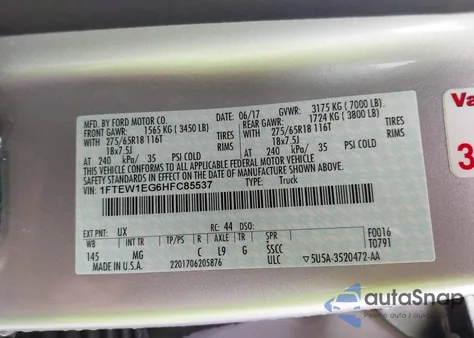 MFD. BY FORD MOTOR CO.
DATE: 06/17 GVWR: 3175 KG ( 7000 LB)
FRONT GAWR: 1565 KG ( 3450 LB) REAR GAWR: 1724 KG ( 3800 LB)
275/65R18 116T TIRES 275/65R18 116T TIRES
18x7.5J RIMS 18x7.5J RIMS
AT 240 kPa/ 35 PSI COLD AT 240 kPa/ 35 PSI COLD
THIS VEHICLE CONFORMS TO ALL APPLICABLE FEDERAL MOTOR VEHICLE SAFETY STANDARDS IN EFFECT ON THE DATE OF MANUFACTURE SHOWN ABOVE.
VIN: 1FTEW1EG6HFC85537 TYPE: Truck
EXT PNT: UX RC: 44 DSO: F0016
WB INT TR TP/PS R AXLE TR SPR T0791
145 MG C L9 G SSCC
MADE IN U.S.A. 2201706205876 ULC 5U5A-3520472-AA
Va
3
autoSnap